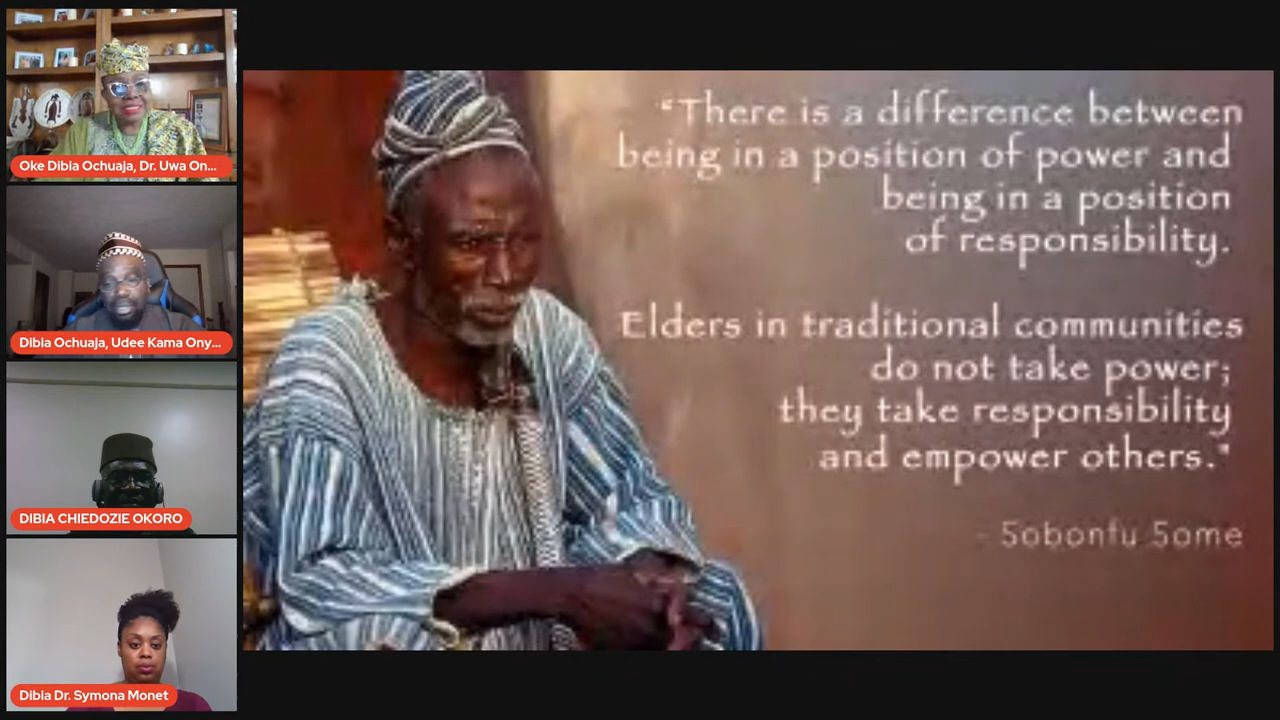 Oke Dibia Ochuaja, Dr. Uwa On...
Dibia Ochuaja, Udee Kama Ony...
DIBIA CHIEDOZIE OKORO
Dibia Dr. Symona Monet
“There is a difference between
being in a position of power and
being in a position
of responsibility.
Elders in traditional communities
do not take power;
they take responsibility
and empower others."
- Sobonfu Some